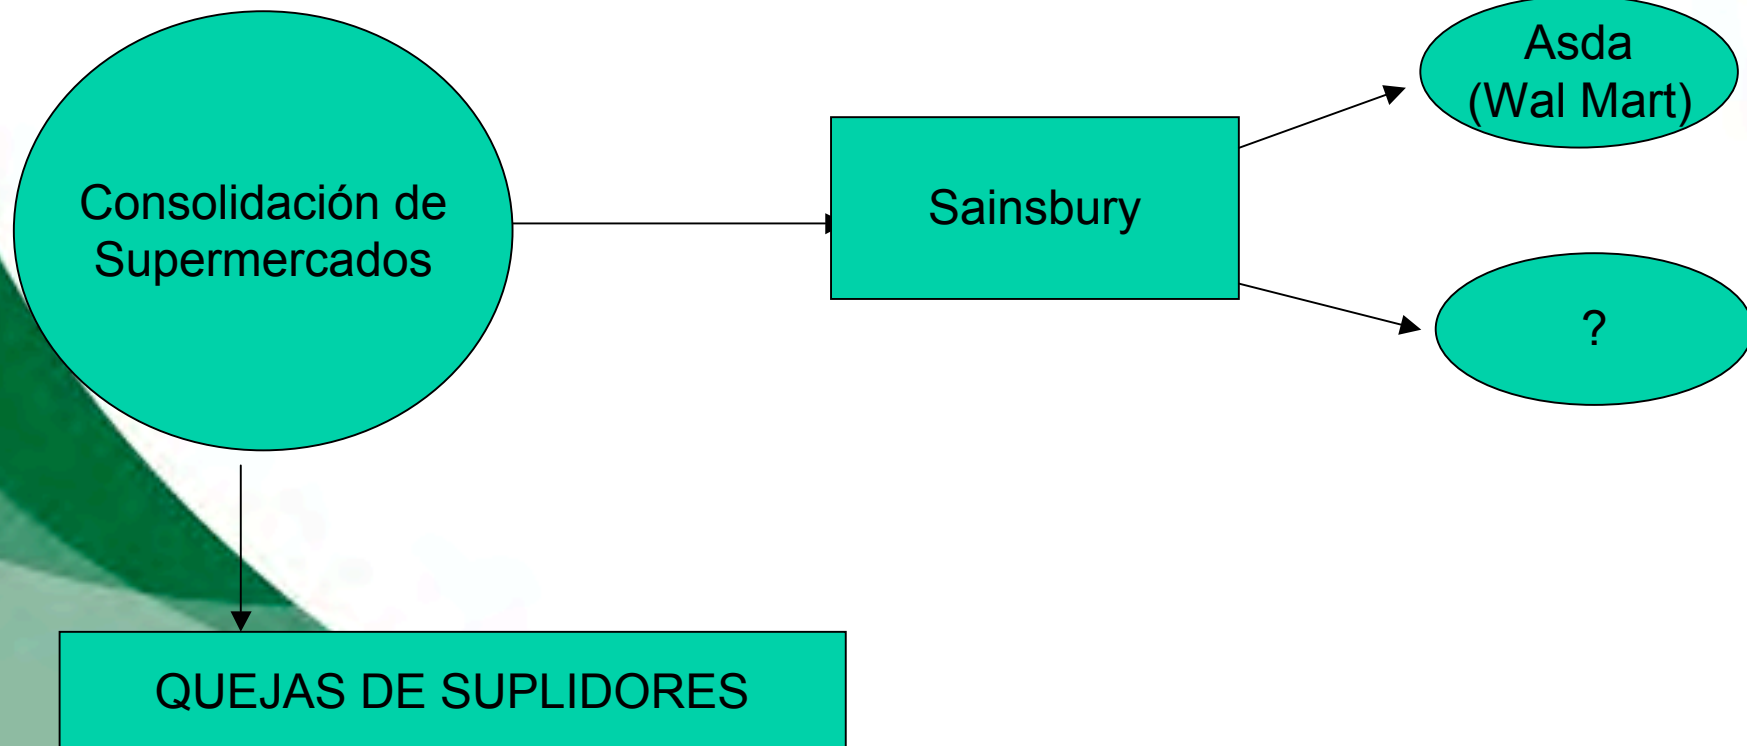 Consolidación de
Supermercados
Sainsbury
Asda
(Wal Mart)
?
QUEJAS DE SUPLIDORES